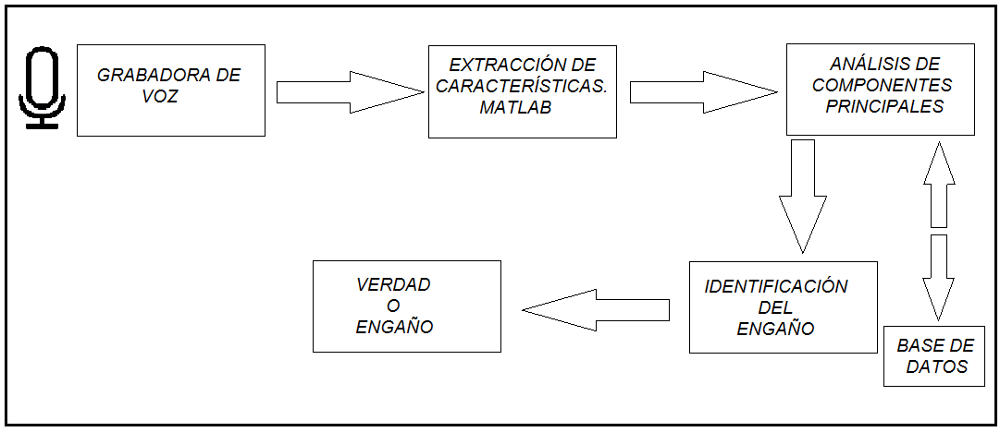 GRABADORA DE
VOZ
EXTRACCIÓN DE
CARACTERÍSTICAS.
MATLAB
ANÁLISIS DE
COMPONENTES
PRINCIPALES
IDENTIFICACIÓN
DEL
ENGAÑO
BASE DE
DATOS
VERDAD
O
ENGAÑO